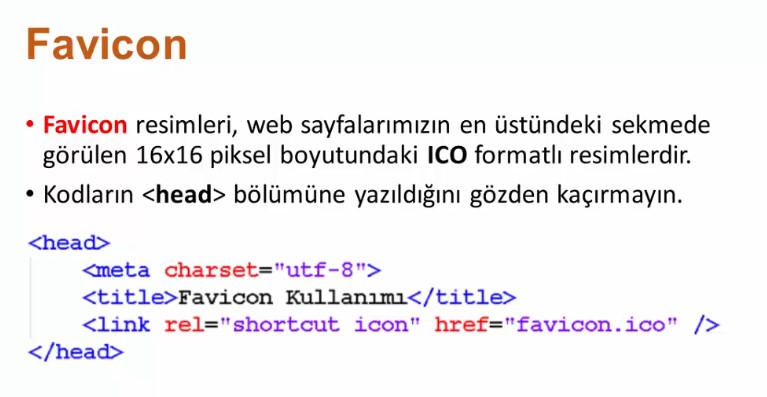 Favicon
• Favicon resimleri, web sayfalarımızın en üstündeki sekmede
görülen 16x16 piksel boyutundaki ICO formatlı resimlerdir.
• Kodların <head> bölümüne yazıldığını gözden kaçırmayın.
<head>
    <meta charset="utf-8">
    <title>Favicon Kullanımı</title>
    <link rel="shortcut icon" href="favicon.ico" />
</head>